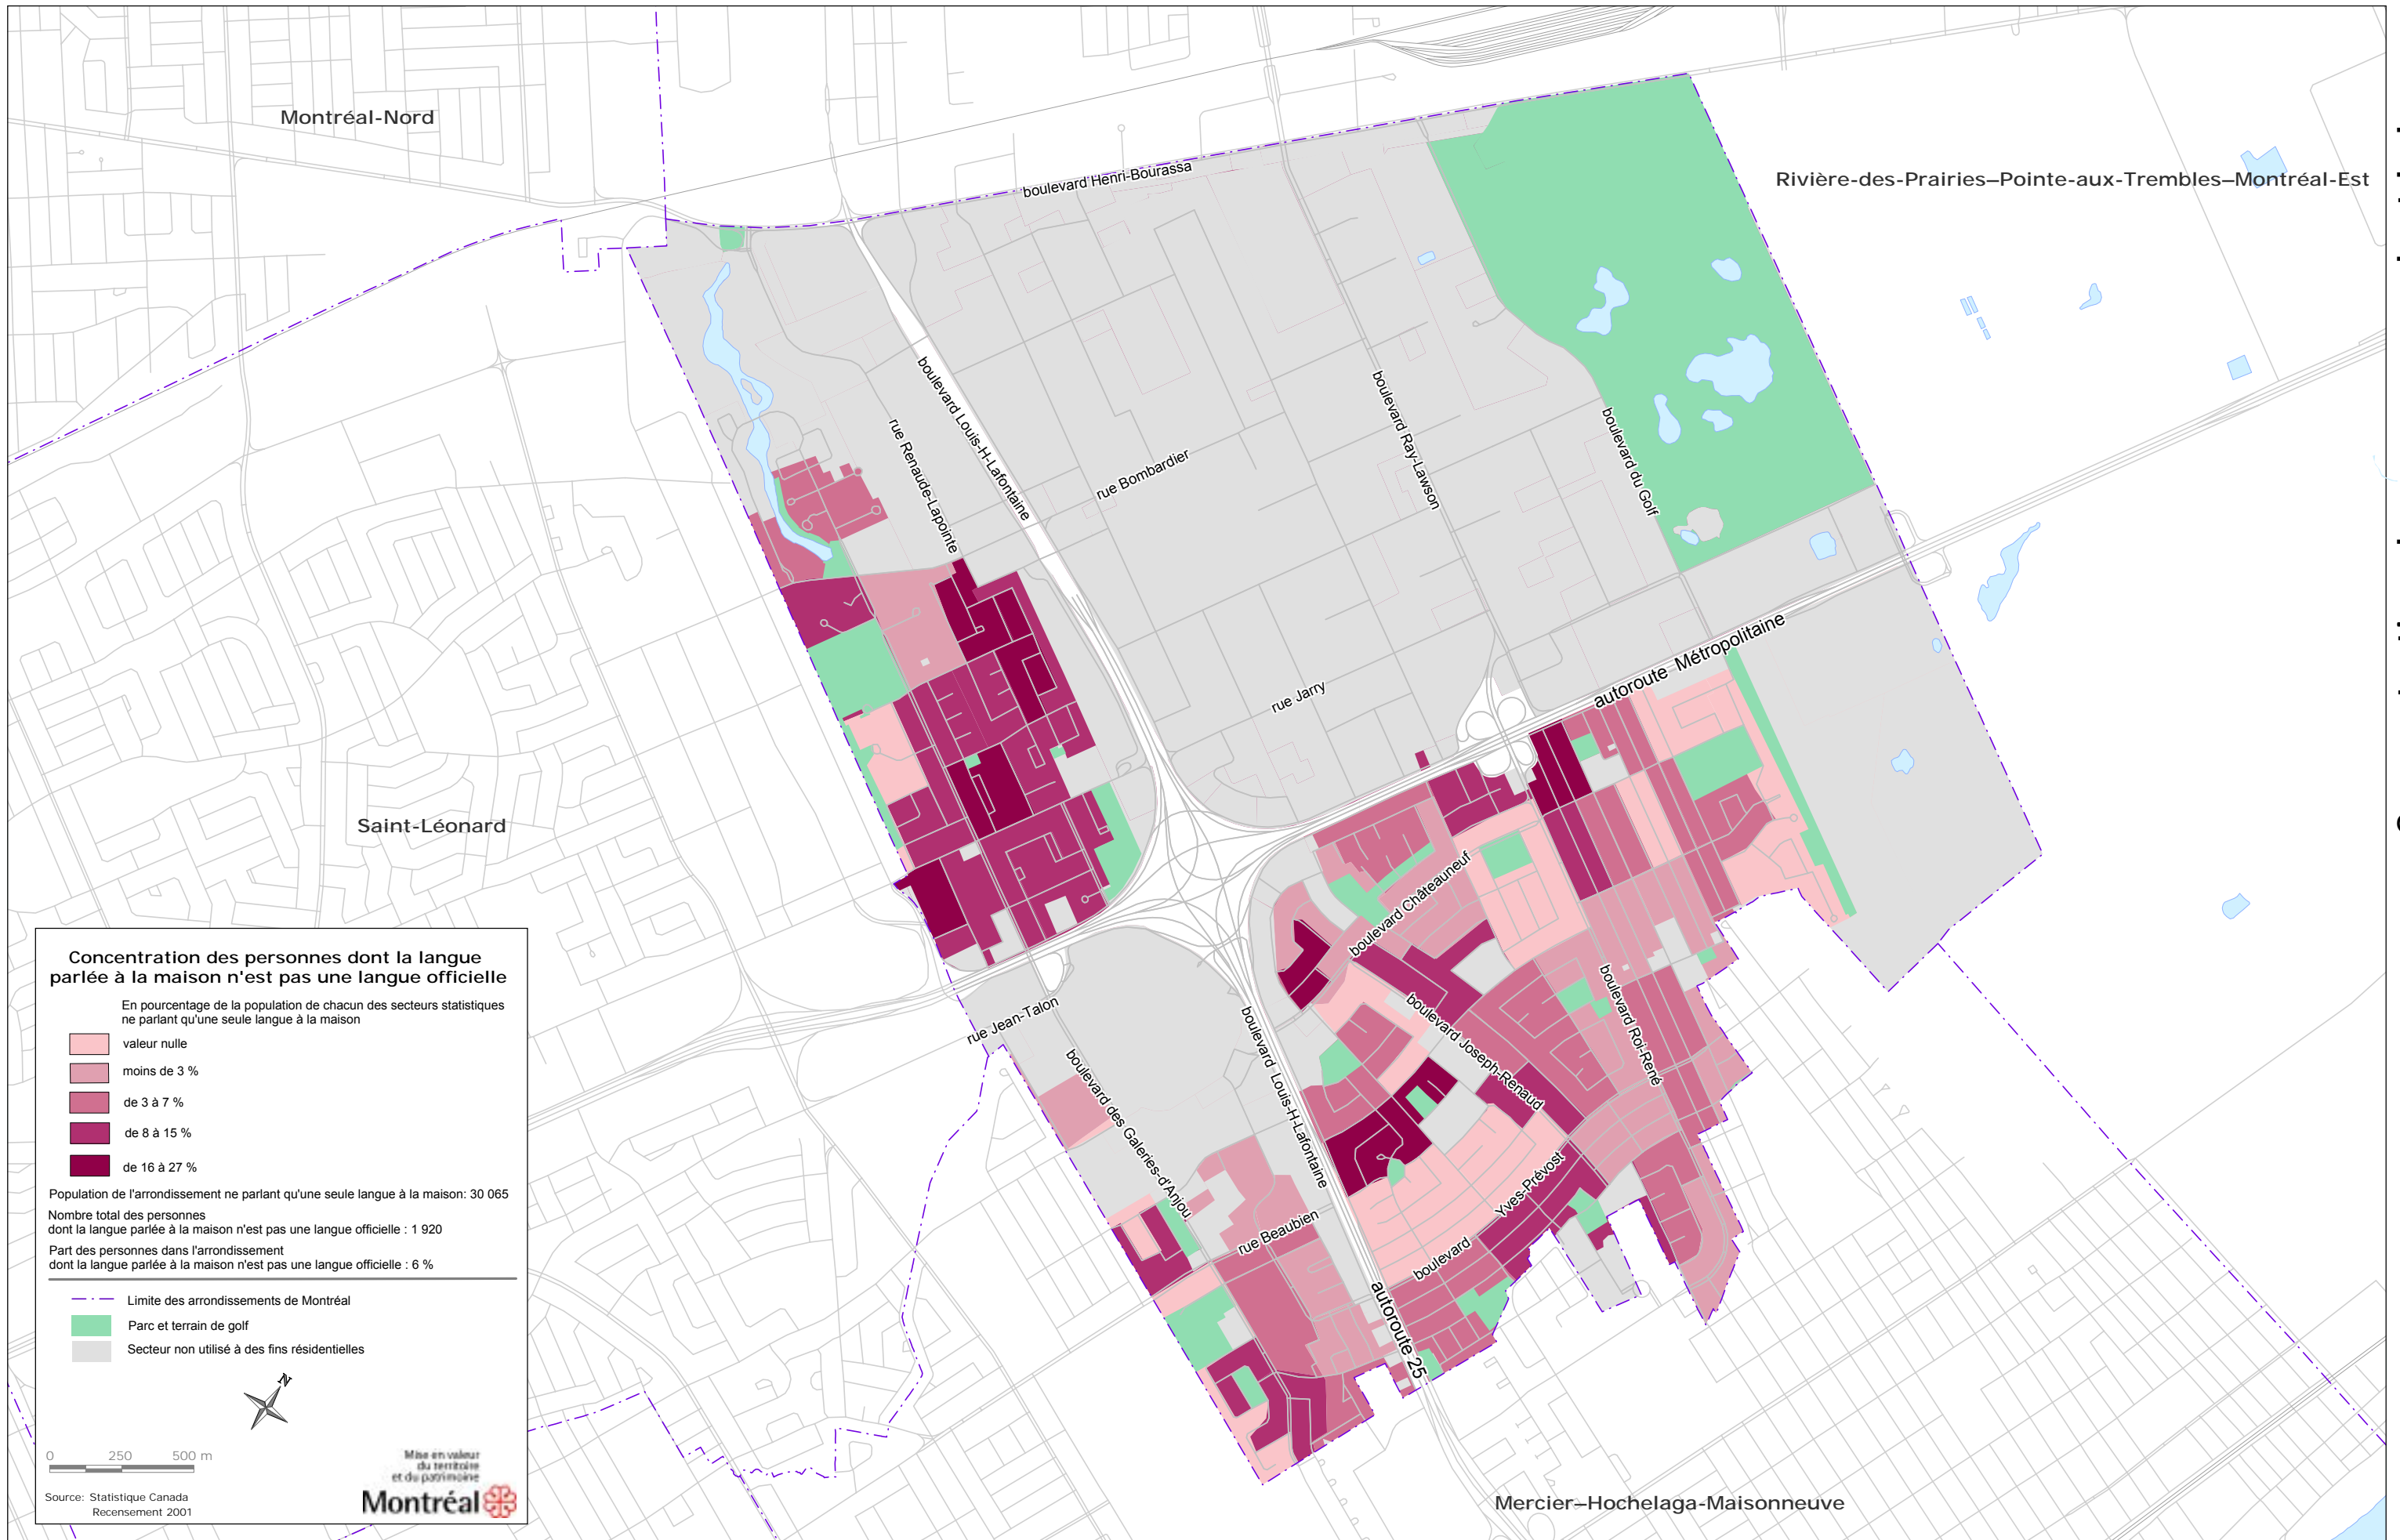 Montréal-Nord
Rivière-des-Prairies–Pointe-aux-Trembles–Montréal-Est
boulevard Henri-Bourassa
boulevard Louis-H-Lafontaine
rue Renaude-Lapointe
rue Bombardier
boulevard Ray-Lawson
boulevard du Golf
autoroute Métropolitaine
rue Jarry
Saint-Léonard
boulevard Châteauneuf
boulevard Joseph-Renaud
boulevard Roi-René
rue Jean-Talon
boulevard des Galeries-d'Anjou
boulevard Louis-H-Lafontaine
rue Beaubien
boulevard Yves-Prévost
autoroute 25
Mercier–Hochelaga-Maisonneuve
Concentration des personnes dont la langue
parlée à la maison n'est pas une langue officielle
En pourcentage de la population de chacun des secteurs statistiques
ne parlant qu'une seule langue à la maison
valeur nulle
moins de 3 %
de 3 à 7 %
de 8 à 15 %
de 16 à 27 %
Population de l'arrondissement ne parlant qu'une seule langue à la maison: 30 065
Nombre total des personnes
dont la langue parlée à la maison n'est pas une langue officielle : 1 920
Part des personnes dans l'arrondissement
dont la langue parlée à la maison n'est pas une langue officielle : 6 %
Limite des arrondissements de Montréal
Parc et terrain de golf
Secteur non utilisé à des fins résidentielles
N
0 250 500 m
Source: Statistique Canada
Recensement 2001
Mise en valeur
du territoire
et du patrimoine
Montréal